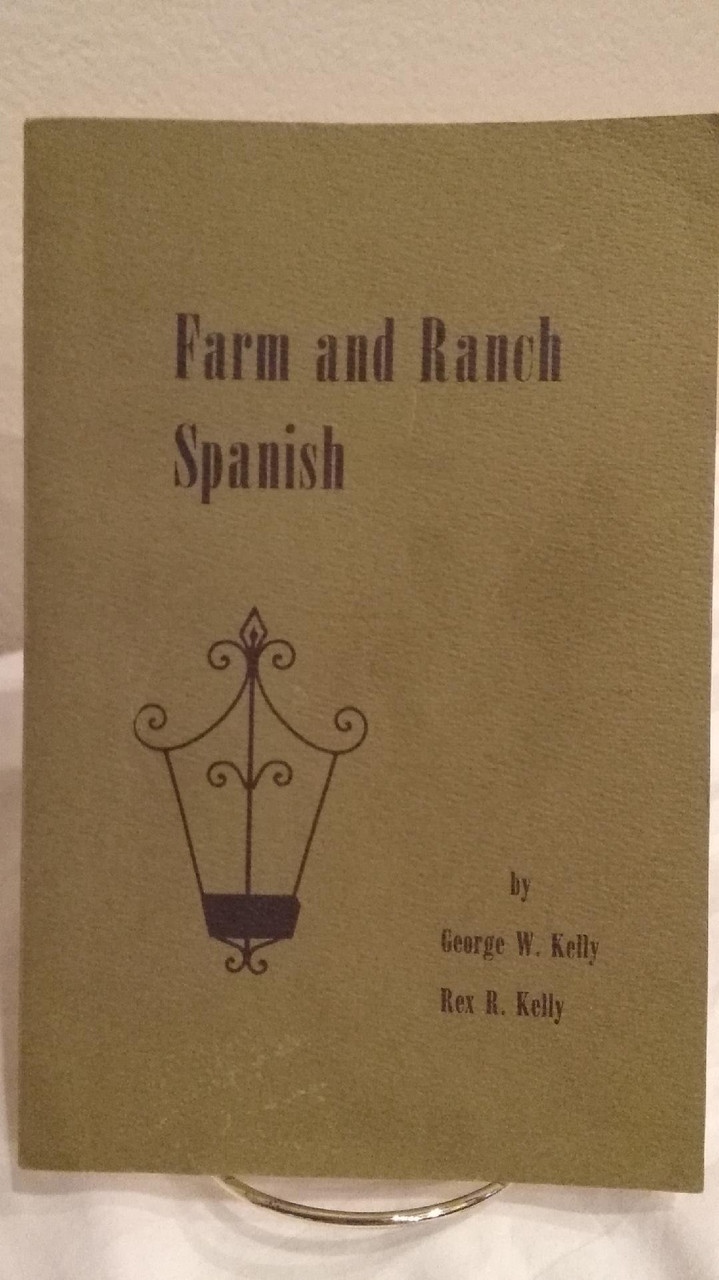 Farm and Ranch
Spanish
by
George W. Kelly
Rex R. Kelly